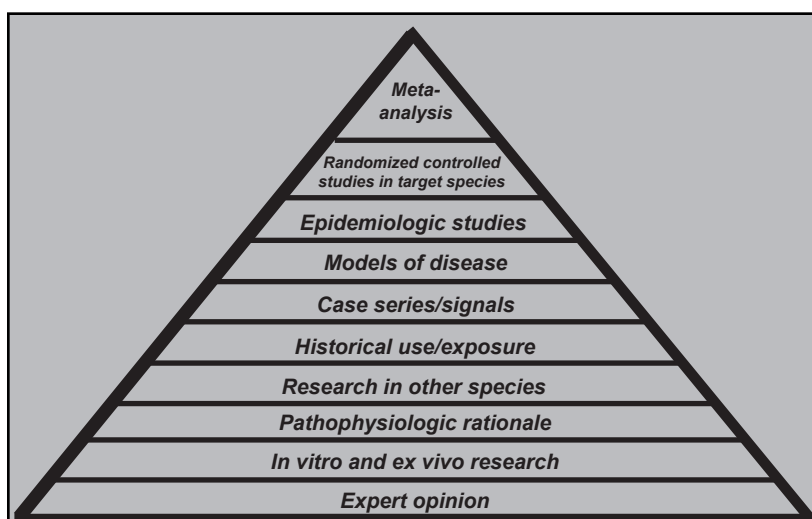 Meta-
analysis
Randomized controlled
studies in target species
Epidemiologic studies
Models of disease
Case series/signals
Historical use/exposure
Research in other species
Pathophysiologic rationale
In vitro and ex vivo research
Expert opinion